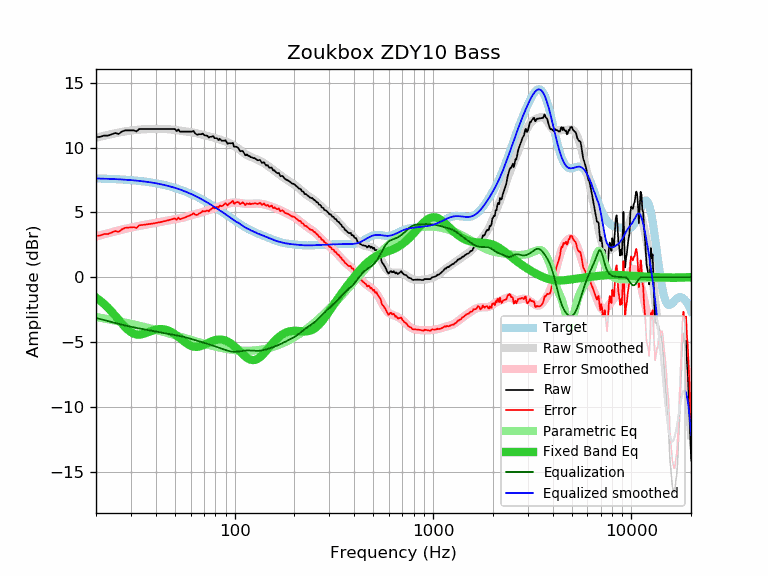 Zoukbox ZDY10 Bass
15
10
5
0
−5
−10
−15
Amplitude (dBr)
Target
Raw Smoothed
Error Smoothed
Raw
Error
Parametric Eq
Fixed Band Eq
Equalization
Equalized smoothed
100
1000
10000
Frequency (Hz)